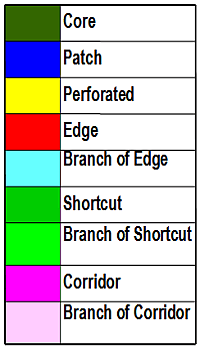 Core
Patch
Perforated
Edge
Branch of Edge
Shortcut
Branch of Shortcut
Corridor
Branch of Corridor